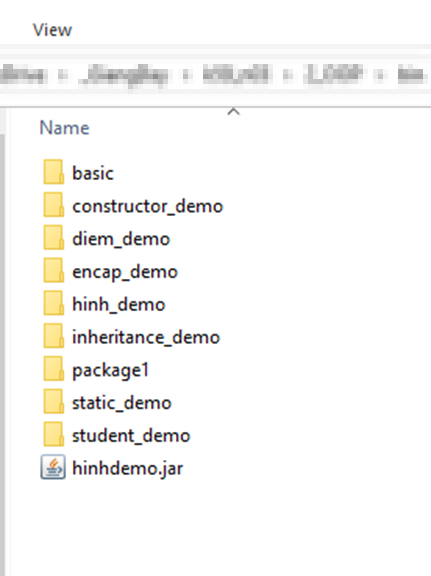 View
Name
basic
constructor_demo
diem_demo
encap_demo
hinh_demo
inheritance_demo
package1
static_demo
student_demo
hinhdemo.jar